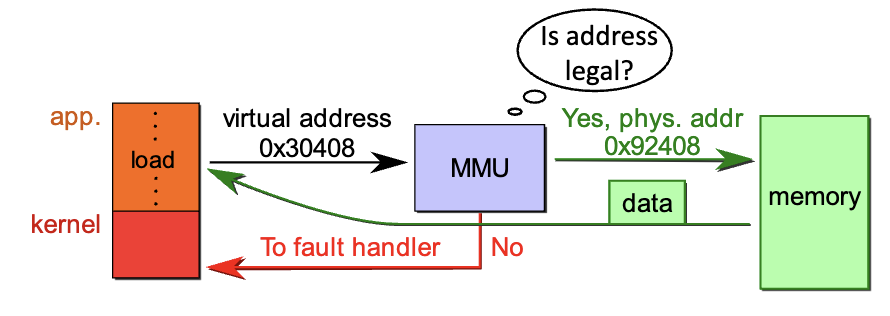 Is address
legal?
app.
virtual address
0x30408
Yes, phys. addr
0x92408
load
MMU
memory
data
kernel
To fault handler
No